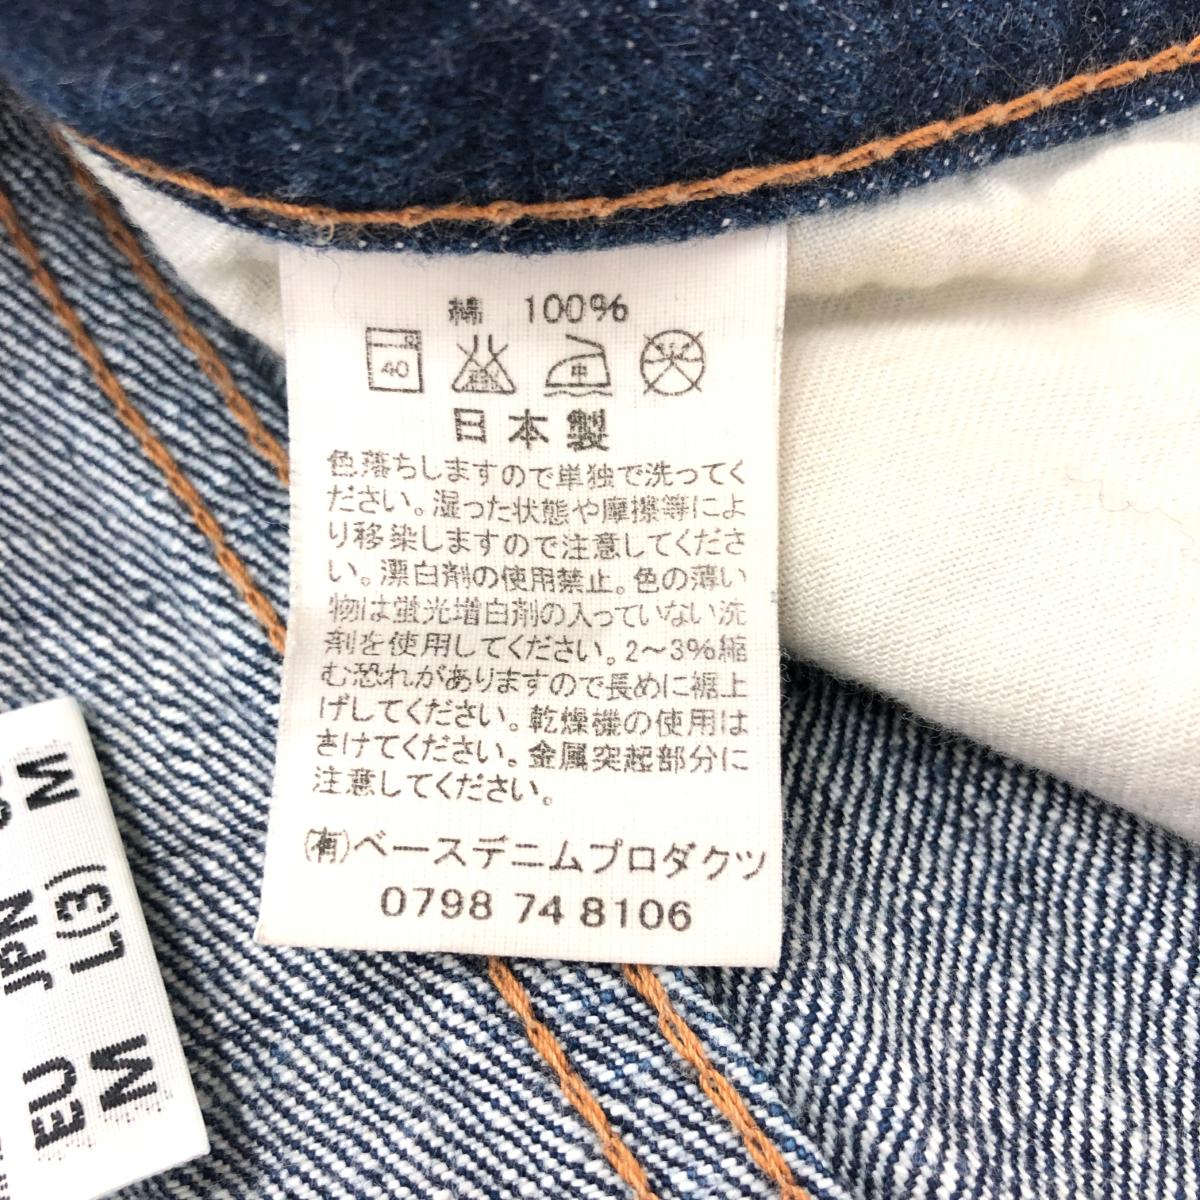 綿 100%
40 中
日本製
色落ちしますので単独で洗ってく
ださい。湿った状態や摩擦等によ
り移染しますので注意してくださ
い。漂白剤の使用禁止。色の薄い
物は蛍光増白剤の入っていない洗
剤を使用してください。2〜3%縮
む恐れがありますので長めに裾上
げしてください。乾燥機の使用は
さけてください。金属突起部分に
注意してください。
(有)ベースデニムプロダクツ
0798 74 8106
EU JPN
M L(3) M